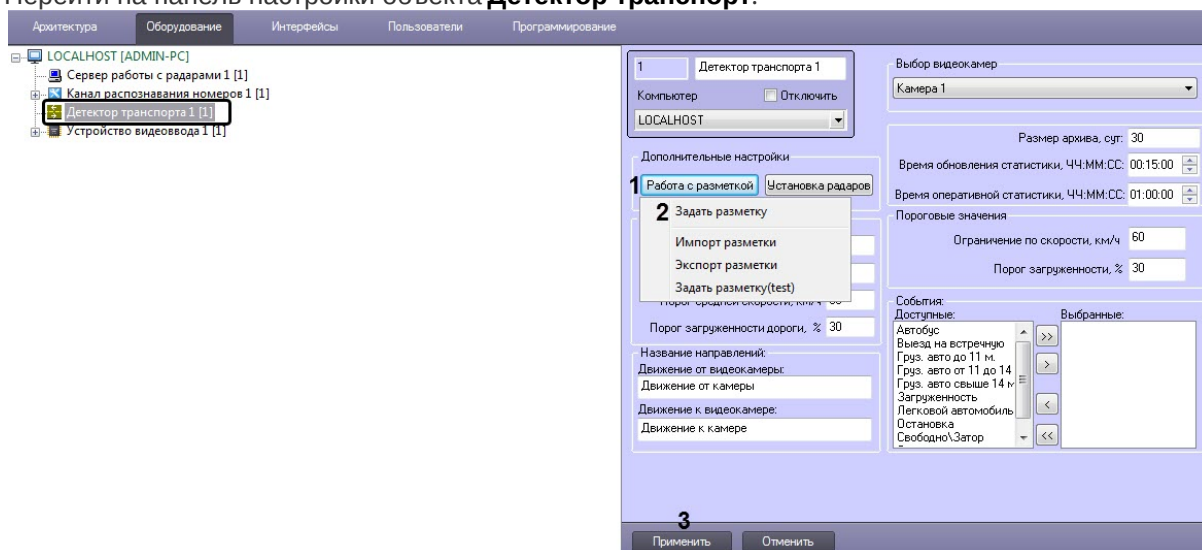 Перейти на панель настройки объекта Детектор транспорт.
Архитектура Оборудование Интерфейсы Пользователи Программирование
LOCALHOST [ADMIN-PC]
Сервер работы с радарами 1 [1]
Канал распознавания номеров 1 [1]
Детектор транспорта 1 [1]
Устройство видеоввода 1 [1]
1 Детектор транспорта 1
Компьютер Отключить
LOCALHOST
Дополнительные настройки
1 Работа с разметкой Установка радаров
2 Задать разметку
Импорт разметки
Экспорт разметки
Задать разметку(test)
Порог загруженности дороги, % 30
Название направлений:
Движение от видеокамеры:
Движение от камеры
Движение к видеокамере:
Движение к камере
Выбор видеокамер
Камера 1
Размер архива, сут: 30
Время обновления статистики, ЧЧ:ММ:СС: 00:15:00
Время оперативной статистики, ЧЧ:ММ:СС: 01:00:00
Пороговые значения
Ограничение по скорости, км/ч 60
Порог загруженности, % 30
События:
Доступные: Выбранные:
Автобус
Выезд на встречную
Груз. авто до 11 м.
Груз. авто от 11 до 14
Груз. авто свыше 14 м
Загруженность
Легковой автомобиль
Остановка
Свободно\Затор
>>
>
<
<<
3
Применить Отменить